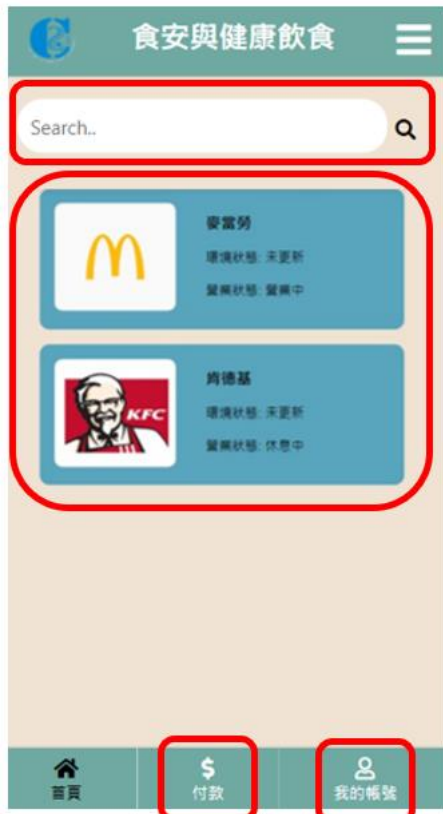 食安與健康飲食
Search..
麥當勞
環境狀態: 未更新
營業狀態: 營業中
KFC
肯德基
環境狀態: 未更新
營業狀態: 休息中
首頁
$
付款
我的帳號